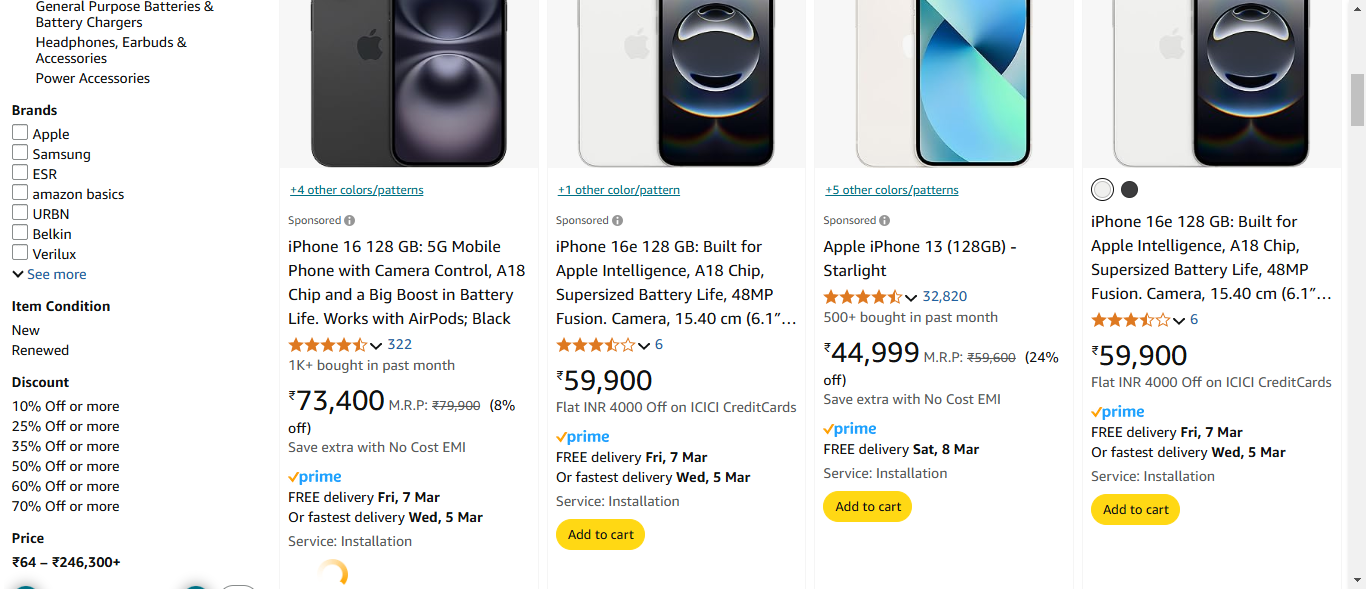 General Purpose Batteries &
Battery Chargers
Headphones, Earbuds &
Accessories
Power Accessories
Brands
Apple
Samsung
ESR
amazon basics
URBN
Belkin
Verilux
See more
Item Condition
New
Renewed
Discount
10% Off or more
25% Off or more
35% Off or more
50% Off or more
60% Off or more
70% Off or more
Price
₹64 – ₹246,300+
+4 other colors/patterns
Sponsored
iPhone 16 128 GB: 5G Mobile
Phone with Camera Control, A18
Chip and a Big Boost in Battery
Life. Works with AirPods; Black
322
1K+ bought in past month
₹73,400 M.R.P: ₹79,900 (8%
off)
Save extra with No Cost EMI
prime
FREE delivery Fri, 7 Mar
Or fastest delivery Wed, 5 Mar
Service: Installation
+1 other color/pattern
Sponsored
iPhone 16e 128 GB: Built for
Apple Intelligence, A18 Chip,
Supersized Battery Life, 48MP
Fusion. Camera, 15.40 cm (6.1”…
6
₹59,900
Flat INR 4000 Off on ICICI CreditCards
prime
FREE delivery Fri, 7 Mar
Or fastest delivery Wed, 5 Mar
Service: Installation
Add to cart
+5 other colors/patterns
Sponsored
Apple iPhone 13 (128GB) -
Starlight
32,820
500+ bought in past month
₹44,999 M.R.P: ₹59,600 (24%
off)
Save extra with No Cost EMI
prime
FREE delivery Sat, 8 Mar
Service: Installation
Add to cart
iPhone 16e 128 GB: Built for
Apple Intelligence, A18 Chip,
Supersized Battery Life, 48MP
Fusion. Camera, 15.40 cm (6.1”…
6
₹59,900
Flat INR 4000 Off on ICICI CreditCards
prime
FREE delivery Fri, 7 Mar
Or fastest delivery Wed, 5 Mar
Service: Installation
Add to cart